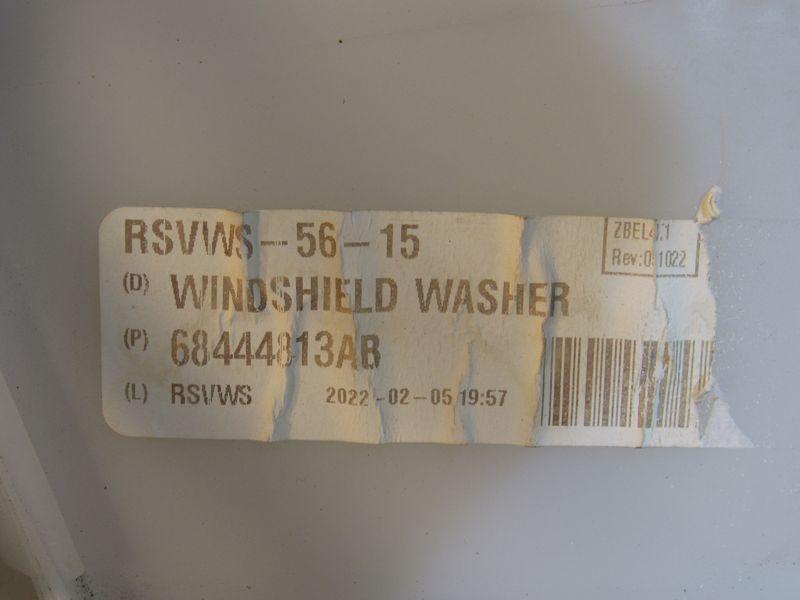 RSVWS-56-15
ZBEL4.1
Rev:0.1022
(D) WINDSHIELD WASHER
(P) 68444813AB
(L) RSVWS 2022-02-05 19:57